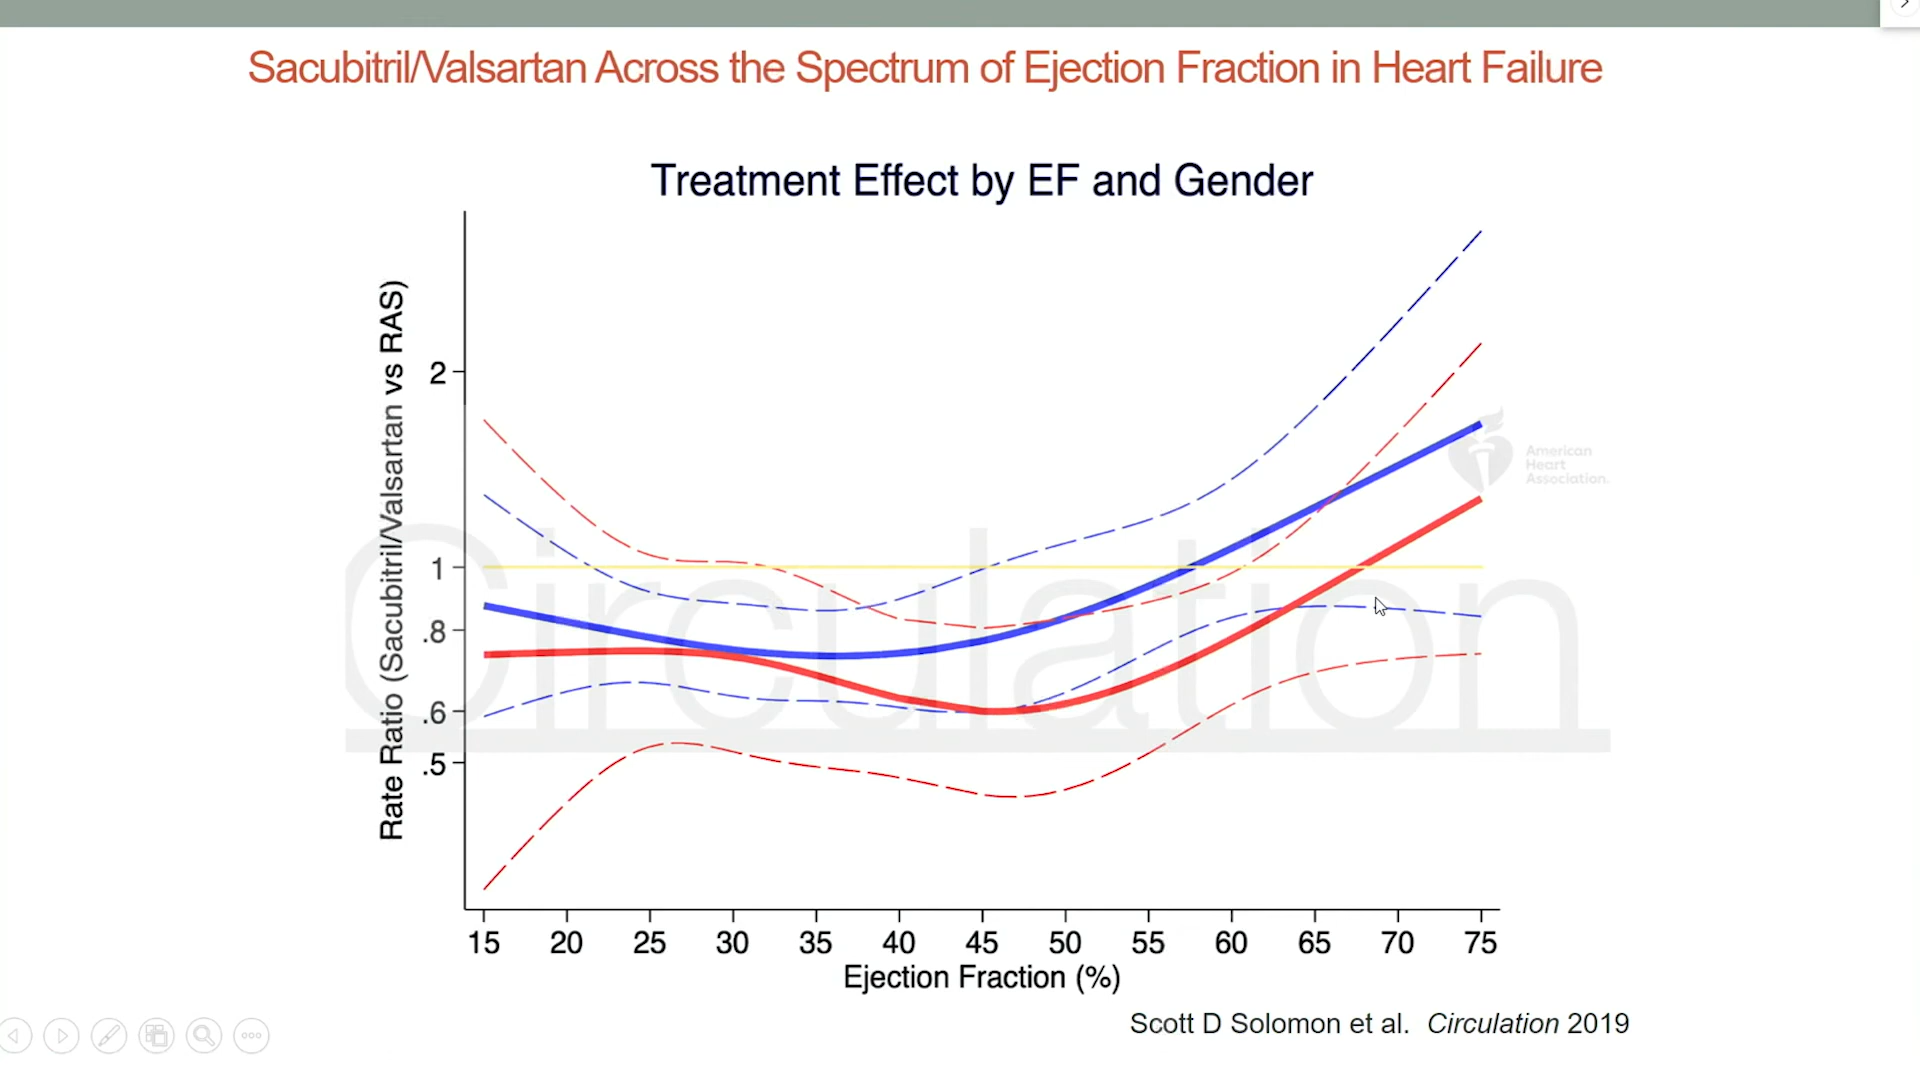 Sacubitril/Valsartan Across the Spectrum of Ejection Fraction in Heart Failure
Treatment Effect by EF and Gender
Rate Ratio (Sacubitril/Valsartan vs RAS)
2
1
.8
.6
.5
American
Heart
Association.
Circulation
15 20 25 30 35 40 45 50 55 60 65 70 75
Ejection Fraction (%)
Scott D Solomon et al. Circulation 2019